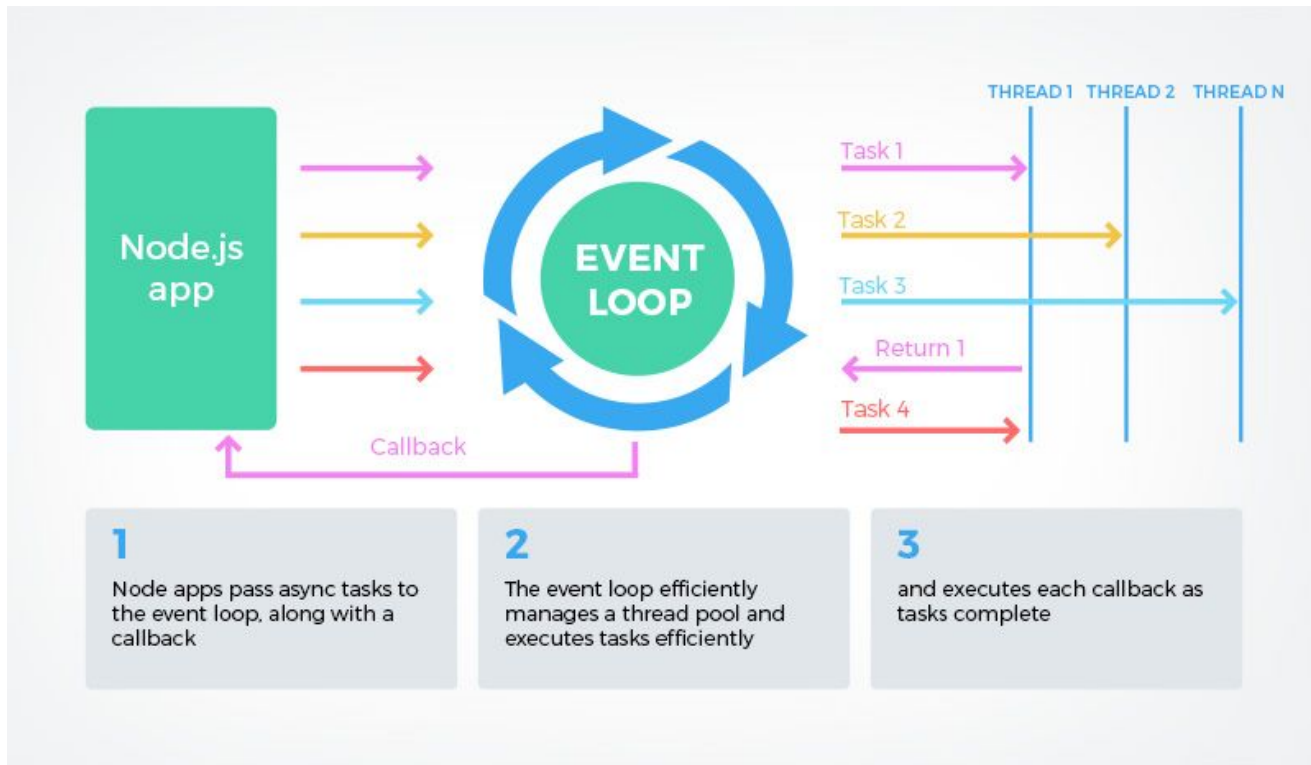 THREAD 1 THREAD 2 THREAD N
Node.js
app
EVENT
LOOP
Task 1
Task 2
Task 3
Return 1
Task 4
Callback
1
Node apps pass async tasks to
the event loop, along with a
callback
2
The event loop efficiently
manages a thread pool and
executes tasks efficiently
3
and executes each callback as
tasks complete